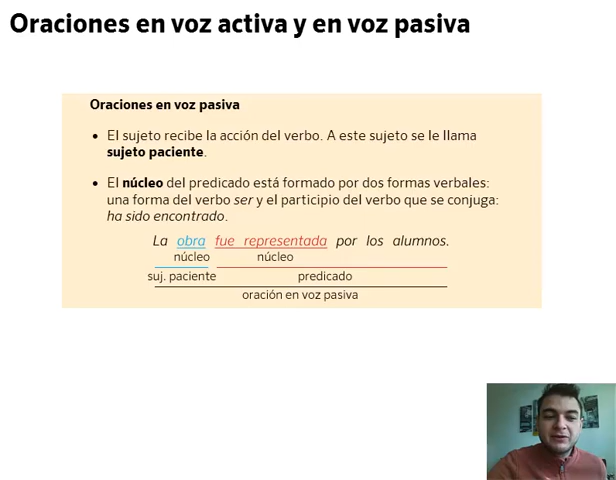 Oraciones en voz activa y en voz pasiva
Oraciones en voz pasiva
• El sujeto recibe la acción del verbo. A este sujeto se le llama
sujeto paciente.
• El núcleo del predicado está formado por dos formas verbales:
una forma del verbo ser y el participio del verbo que se conjuga:
ha sido encontrado.
La obra fue representada por los alumnos.
núcleo núcleo
suj. paciente predicado
oración en voz pasiva